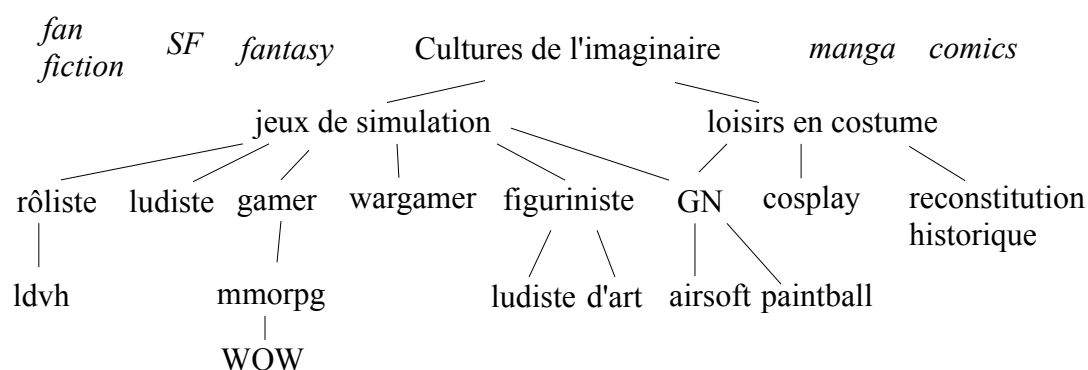 fan
fiction
SF
fantasy
Cultures de l'imaginaire
manga
comics
jeux de simulation
loisirs en costume
rôliste
ludiste
gamer
wargamer
figuriniste
GN
cosplay
reconstitution
historique
ldvh
mmorpg
ludiste
d'art
airsoft
paintball
WOW